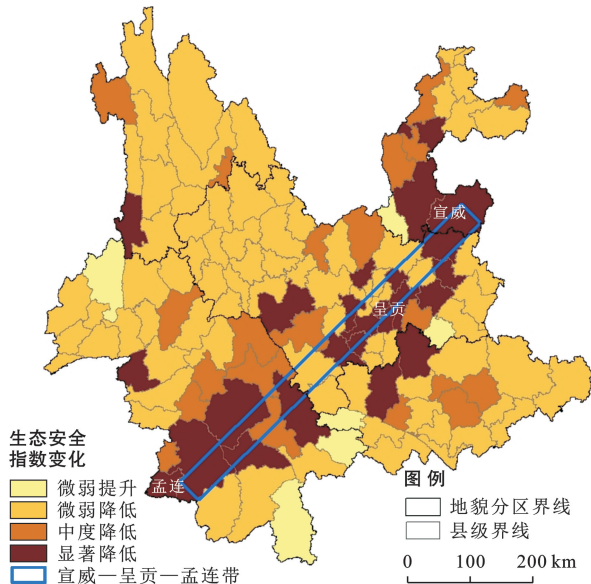 宣威
呈贡
孟连
生态安全
指数变化
微弱提升
微弱降低
中度降低
显著降低
宣威—呈贡—孟连带
图例
地貌分区界线
县级界线
0 100 200 km